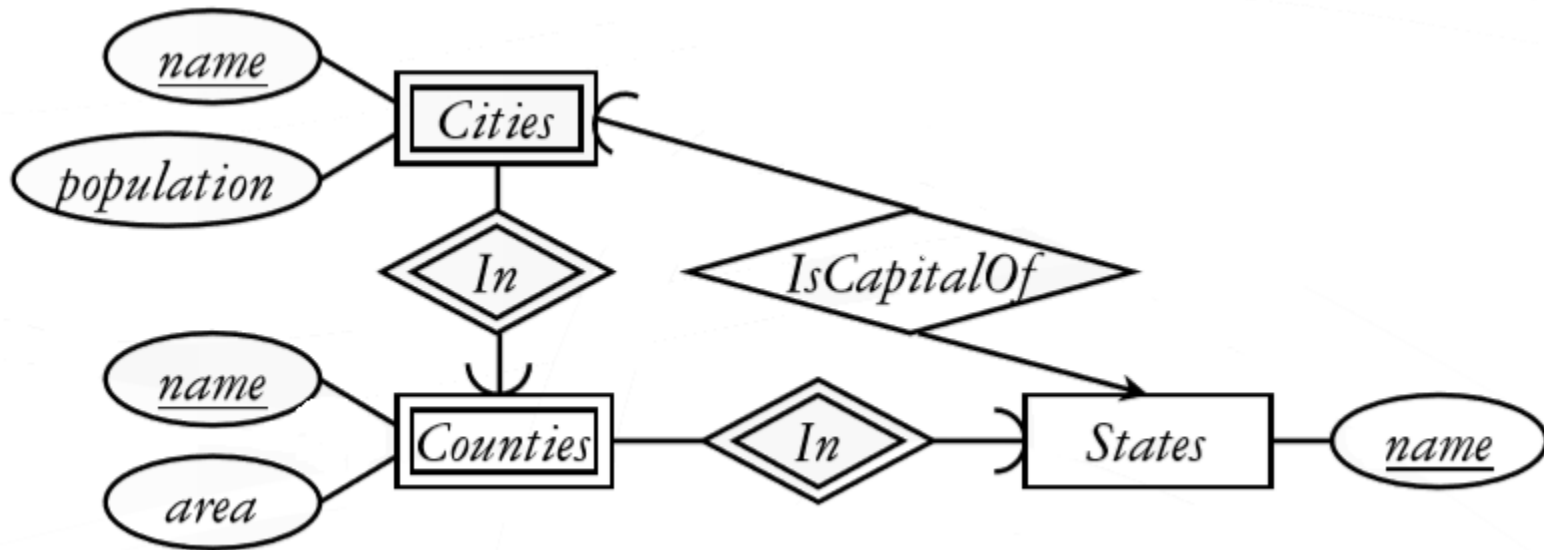 name
Cities
population
In
IsCapitalOf
name
Counties
In
States
name
area